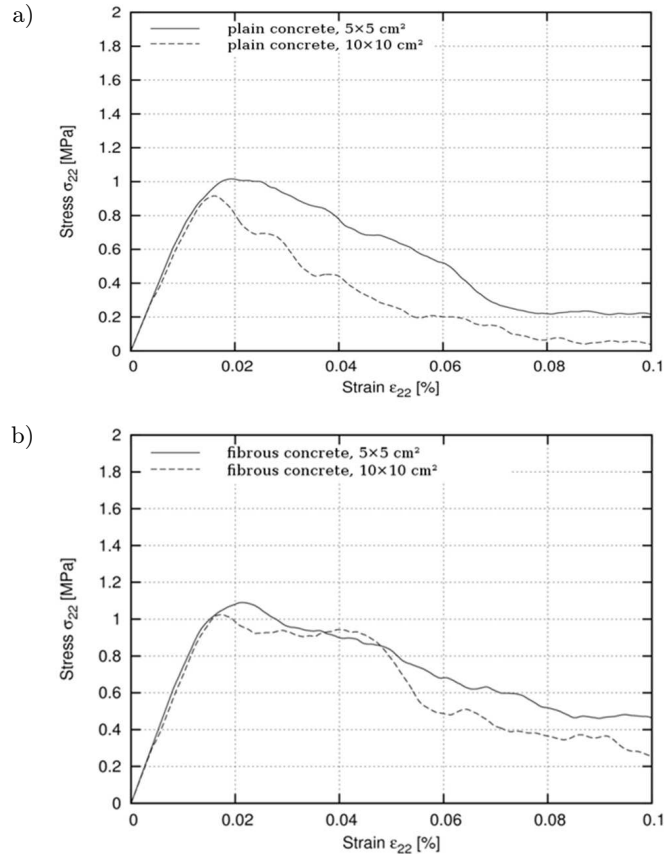 a)
plain concrete, 5×5 cm²
plain concrete, 10×10 cm²
2
1.8
1.6
1.4
1.2
1
0.8
0.6
0.4
0.2
0
Stress σ₂₂ [MPa]
0 0.02 0.04 0.06 0.08 0.1
Strain ε₂₂ [%]
b)
fibrous concrete, 5×5 cm²
fibrous concrete, 10×10 cm²
2
1.8
1.6
1.4
1.2
1
0.8
0.6
0.4
0.2
0
Stress σ₂₂ [MPa]
0 0.02 0.04 0.06 0.08 0.1
Strain ε₂₂ [%]